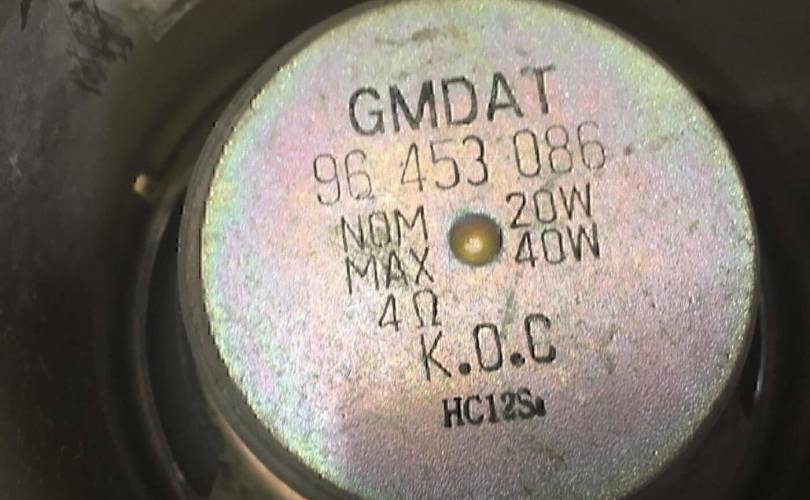 GMDAT
96 453 086
NOM 20W
MAX 40W
4Ω
K.O.C
HC12S